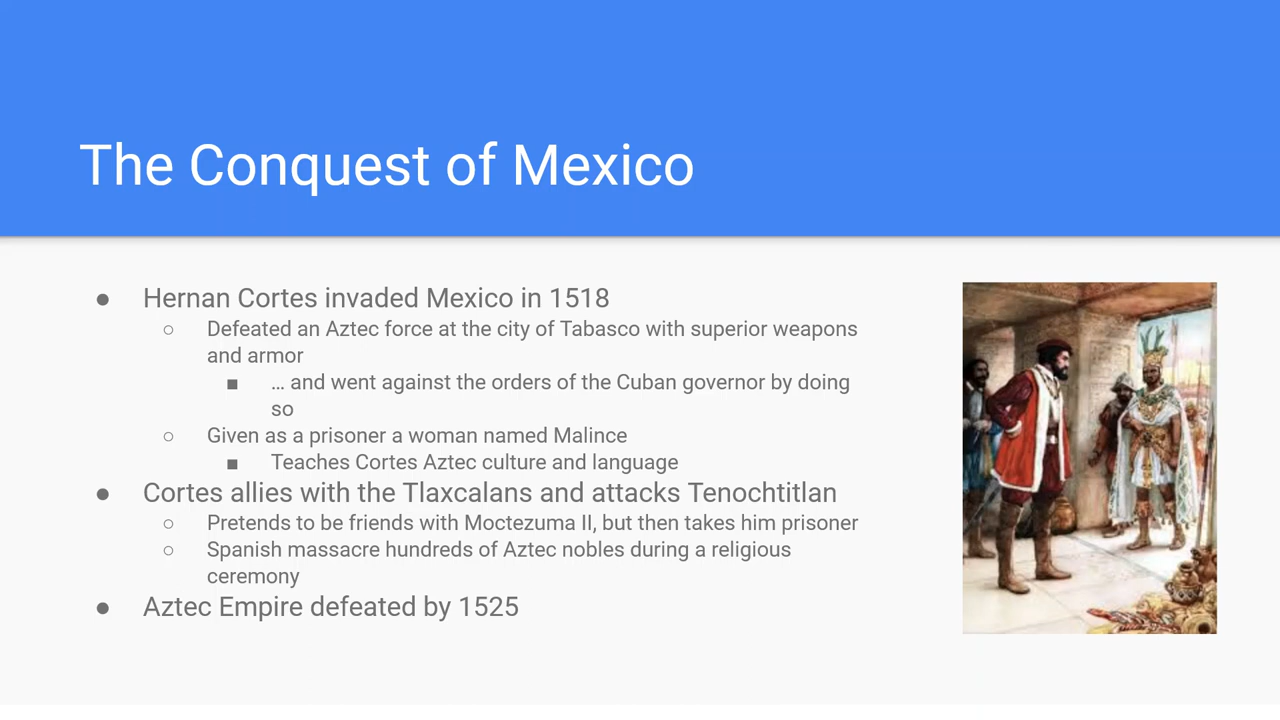 The Conquest of Mexico
● Hernan Cortes invaded Mexico in 1518
○ Defeated an Aztec force at the city of Tabasco with superior weapons
and armor
■ … and went against the orders of the Cuban governor by doing
so
○ Given as a prisoner a woman named Malince
■ Teaches Cortes Aztec culture and language
● Cortes allies with the Tlaxcalans and attacks Tenochtitlan
○ Pretends to be friends with Moctezuma II, but then takes him prisoner
○ Spanish massacre hundreds of Aztec nobles during a religious
ceremony
● Aztec Empire defeated by 1525